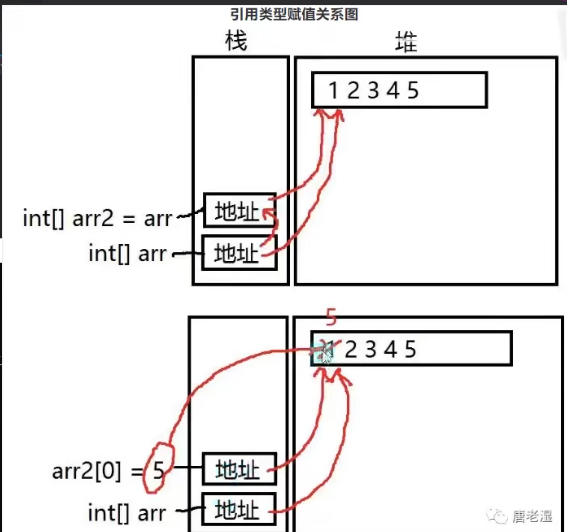 引用类型赋值关系图
栈
堆
1 2 3 4 5
int[] arr2 = arr
地址
int[] arr
地址
5
1 2 3 4 5
arr2[0] = 5
地址
int[] arr
地址
唐老湿